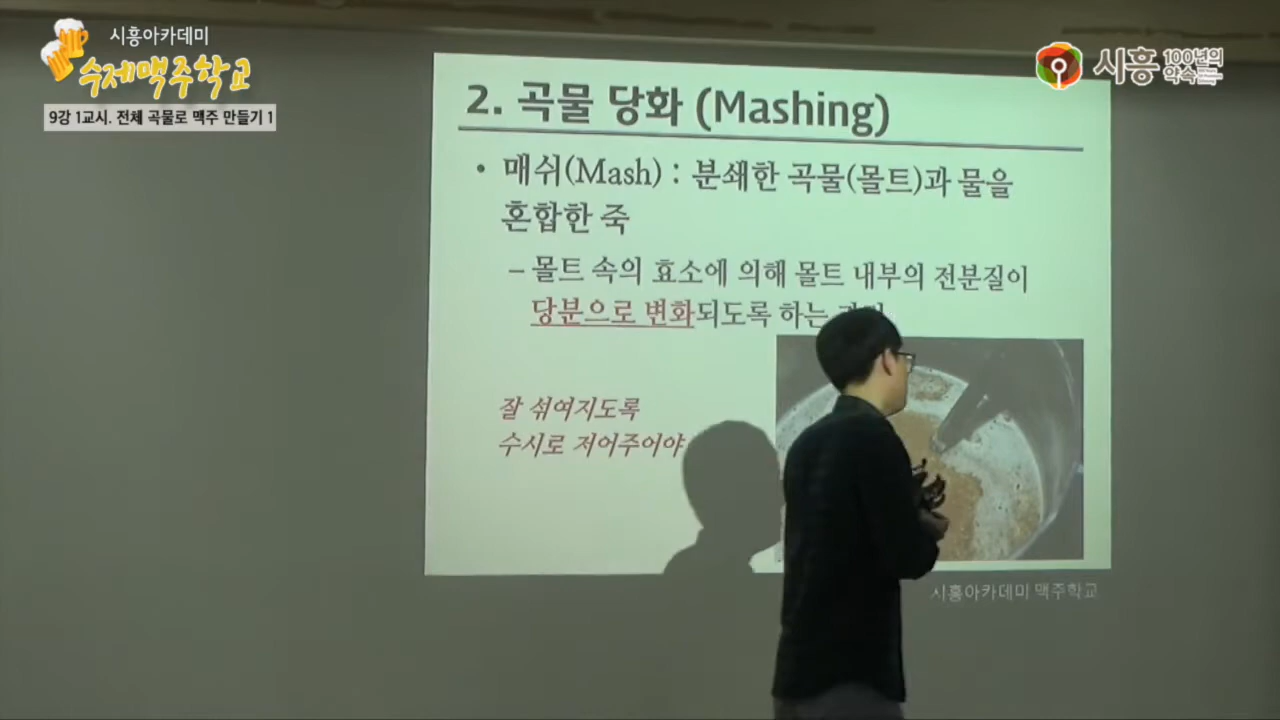 시흥아카데미
수제맥주학교
9강 1교시. 전체 곡물로 맥주 만들기 1
시흥 100년의 약속
2. 곡물 당화 (Mashing)
• 매쉬(Mash) : 분쇄한 곡물(몰트)과 물을
혼합한 죽
– 몰트 속의 효소에 의해 몰트 내부의 전분질이
당분으로 변화되도록 하는
잘 섞여지도록
수시로 저어주어야
시흥아카데미 맥주학교